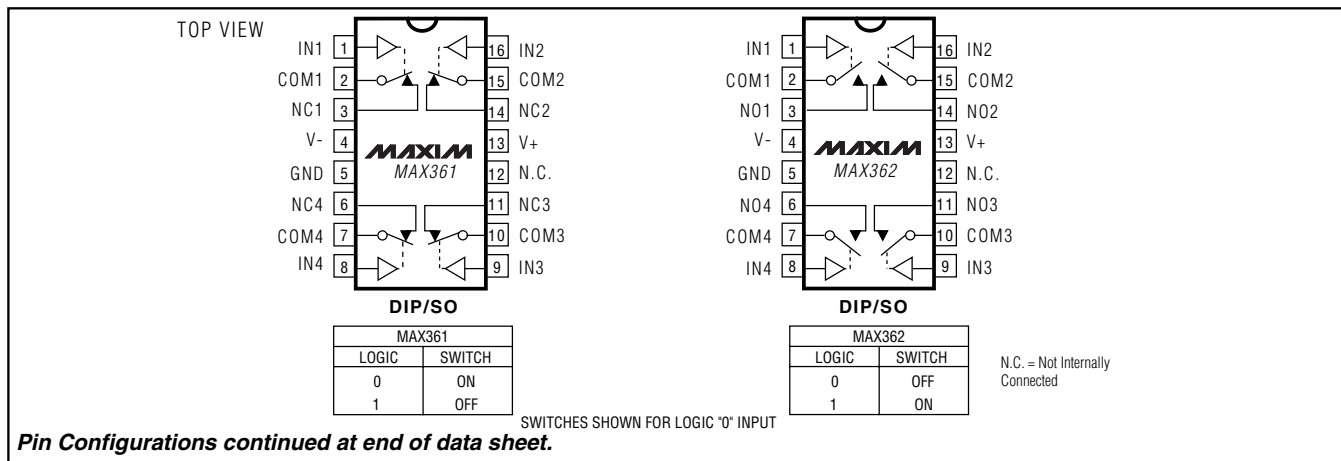 TOP VIEW
IN1 1 16 IN2
COM1 2 15 COM2
NC1 3 14 NC2
V- 4 13 V+
GND 5 12 N.C.
NC4 6 11 NC3
COM4 7 10 COM3
IN4 8 9 IN3
MAXIM
MAX361
DIP/SO
MAX361
LOGIC SWITCH
0 ON
1 OFF
IN1 1 16 IN2
COM1 2 15 COM2
NO1 3 14 NO2
V- 4 13 V+
GND 5 12 N.C.
NO4 6 11 NO3
COM4 7 10 COM3
IN4 8 9 IN3
MAXIM
MAX362
DIP/SO
MAX362
LOGIC SWITCH
0 OFF
1 ON
N.C. = Not Internally
Connected
SWITCHES SHOWN FOR LOGIC "0" INPUT
Pin Configurations continued at end of data sheet.